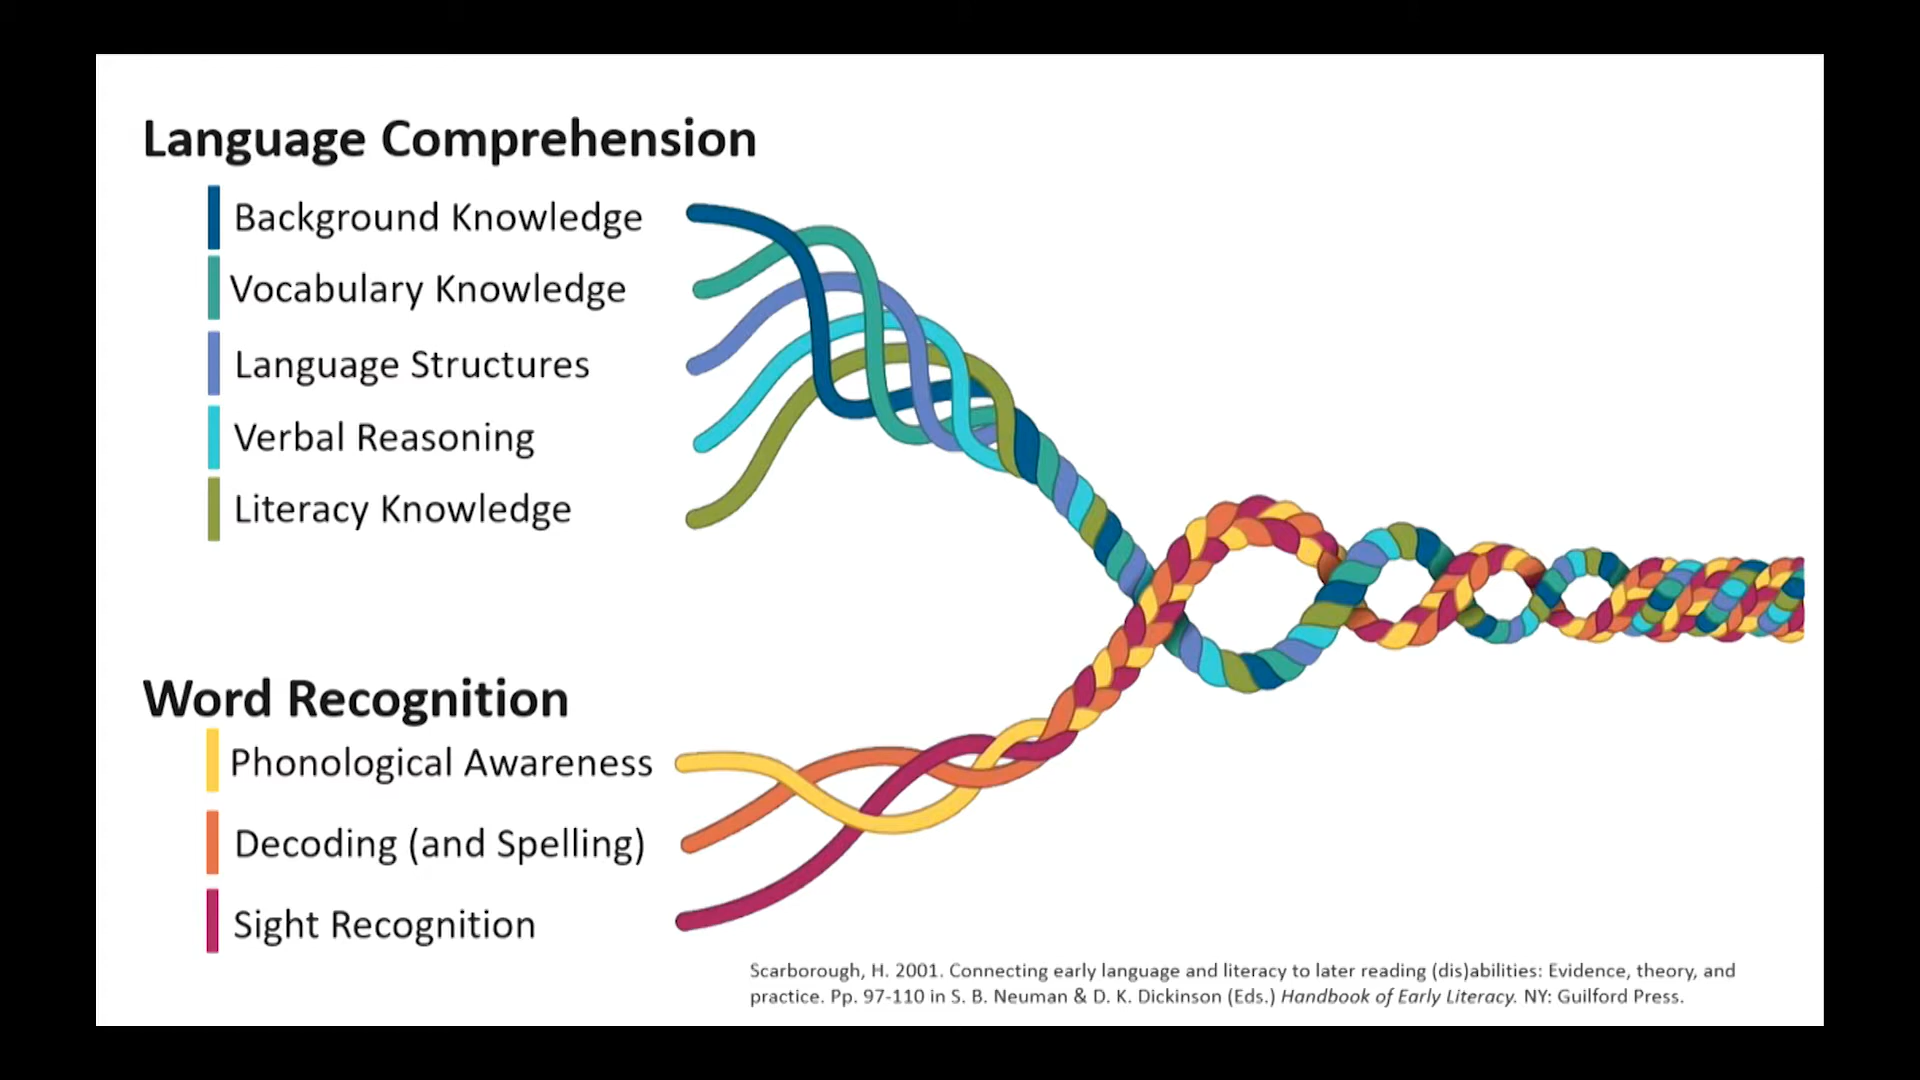 Language Comprehension
Background Knowledge
Vocabulary Knowledge
Language Structures
Verbal Reasoning
Literacy Knowledge
Word Recognition
Phonological Awareness
Decoding (and Spelling)
Sight Recognition
Scarborough, H. 2001. Connecting early language and literacy to later reading (dis)abilities: Evidence, theory, and
practice. Pp. 97-110 in S. B. Neuman & D. K. Dickinson (Eds.) Handbook of Early Literacy. NY: Guilford Press.